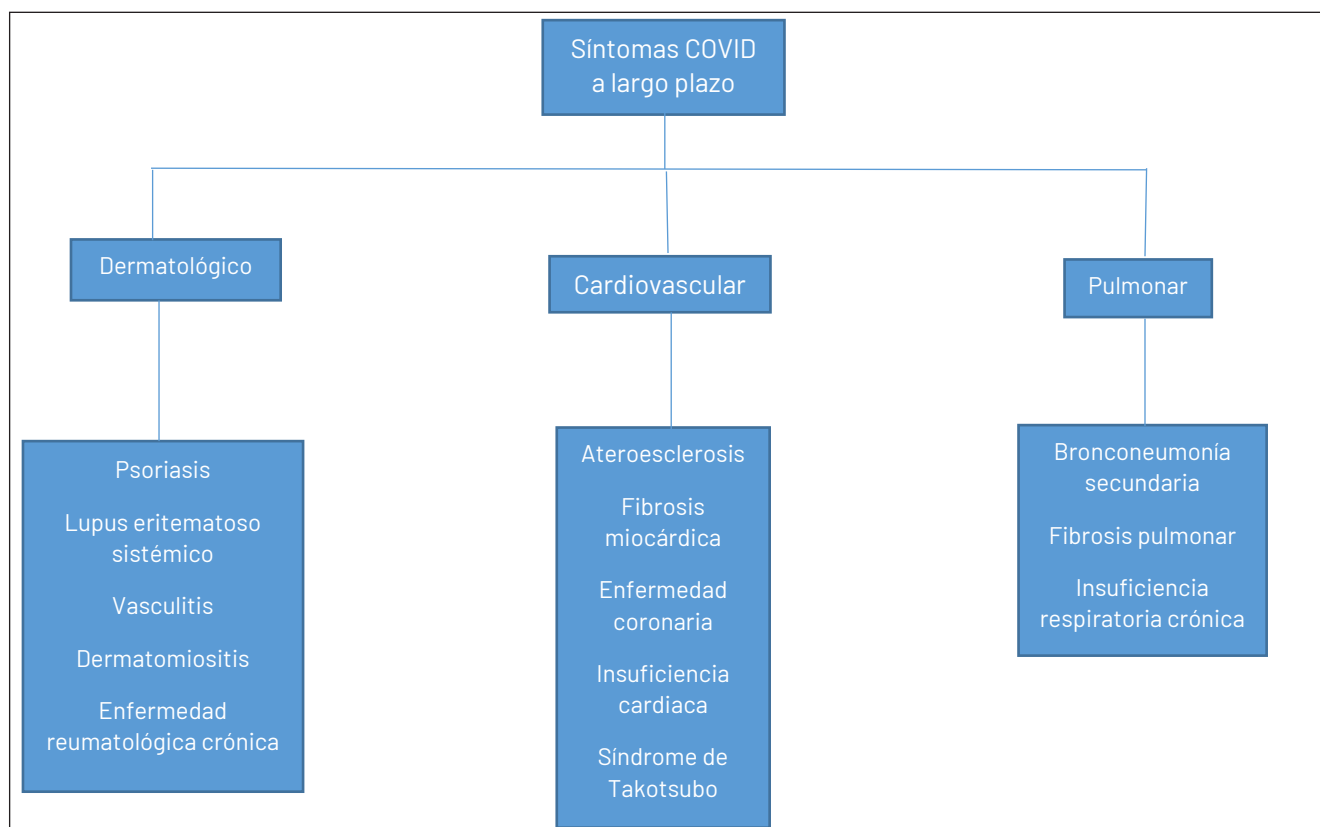 Síntomas COVID
a largo plazo
Dermatológico
Cardiovascular
Pulmonar
Psoriasis
Lupus eritematoso
sistémico
Vasculitis
Dermatomiositis
Enfermedad
reumatológica crónica
Ateroesclerosis
Fibrosis
miocárdica
Enfermedad
coronaria
Insuficiencia
cardiaca
Síndrome de
Takotsubo
Bronconeumonía
secundaria
Fibrosis pulmonar
Insuficiencia
respiratoria crónica